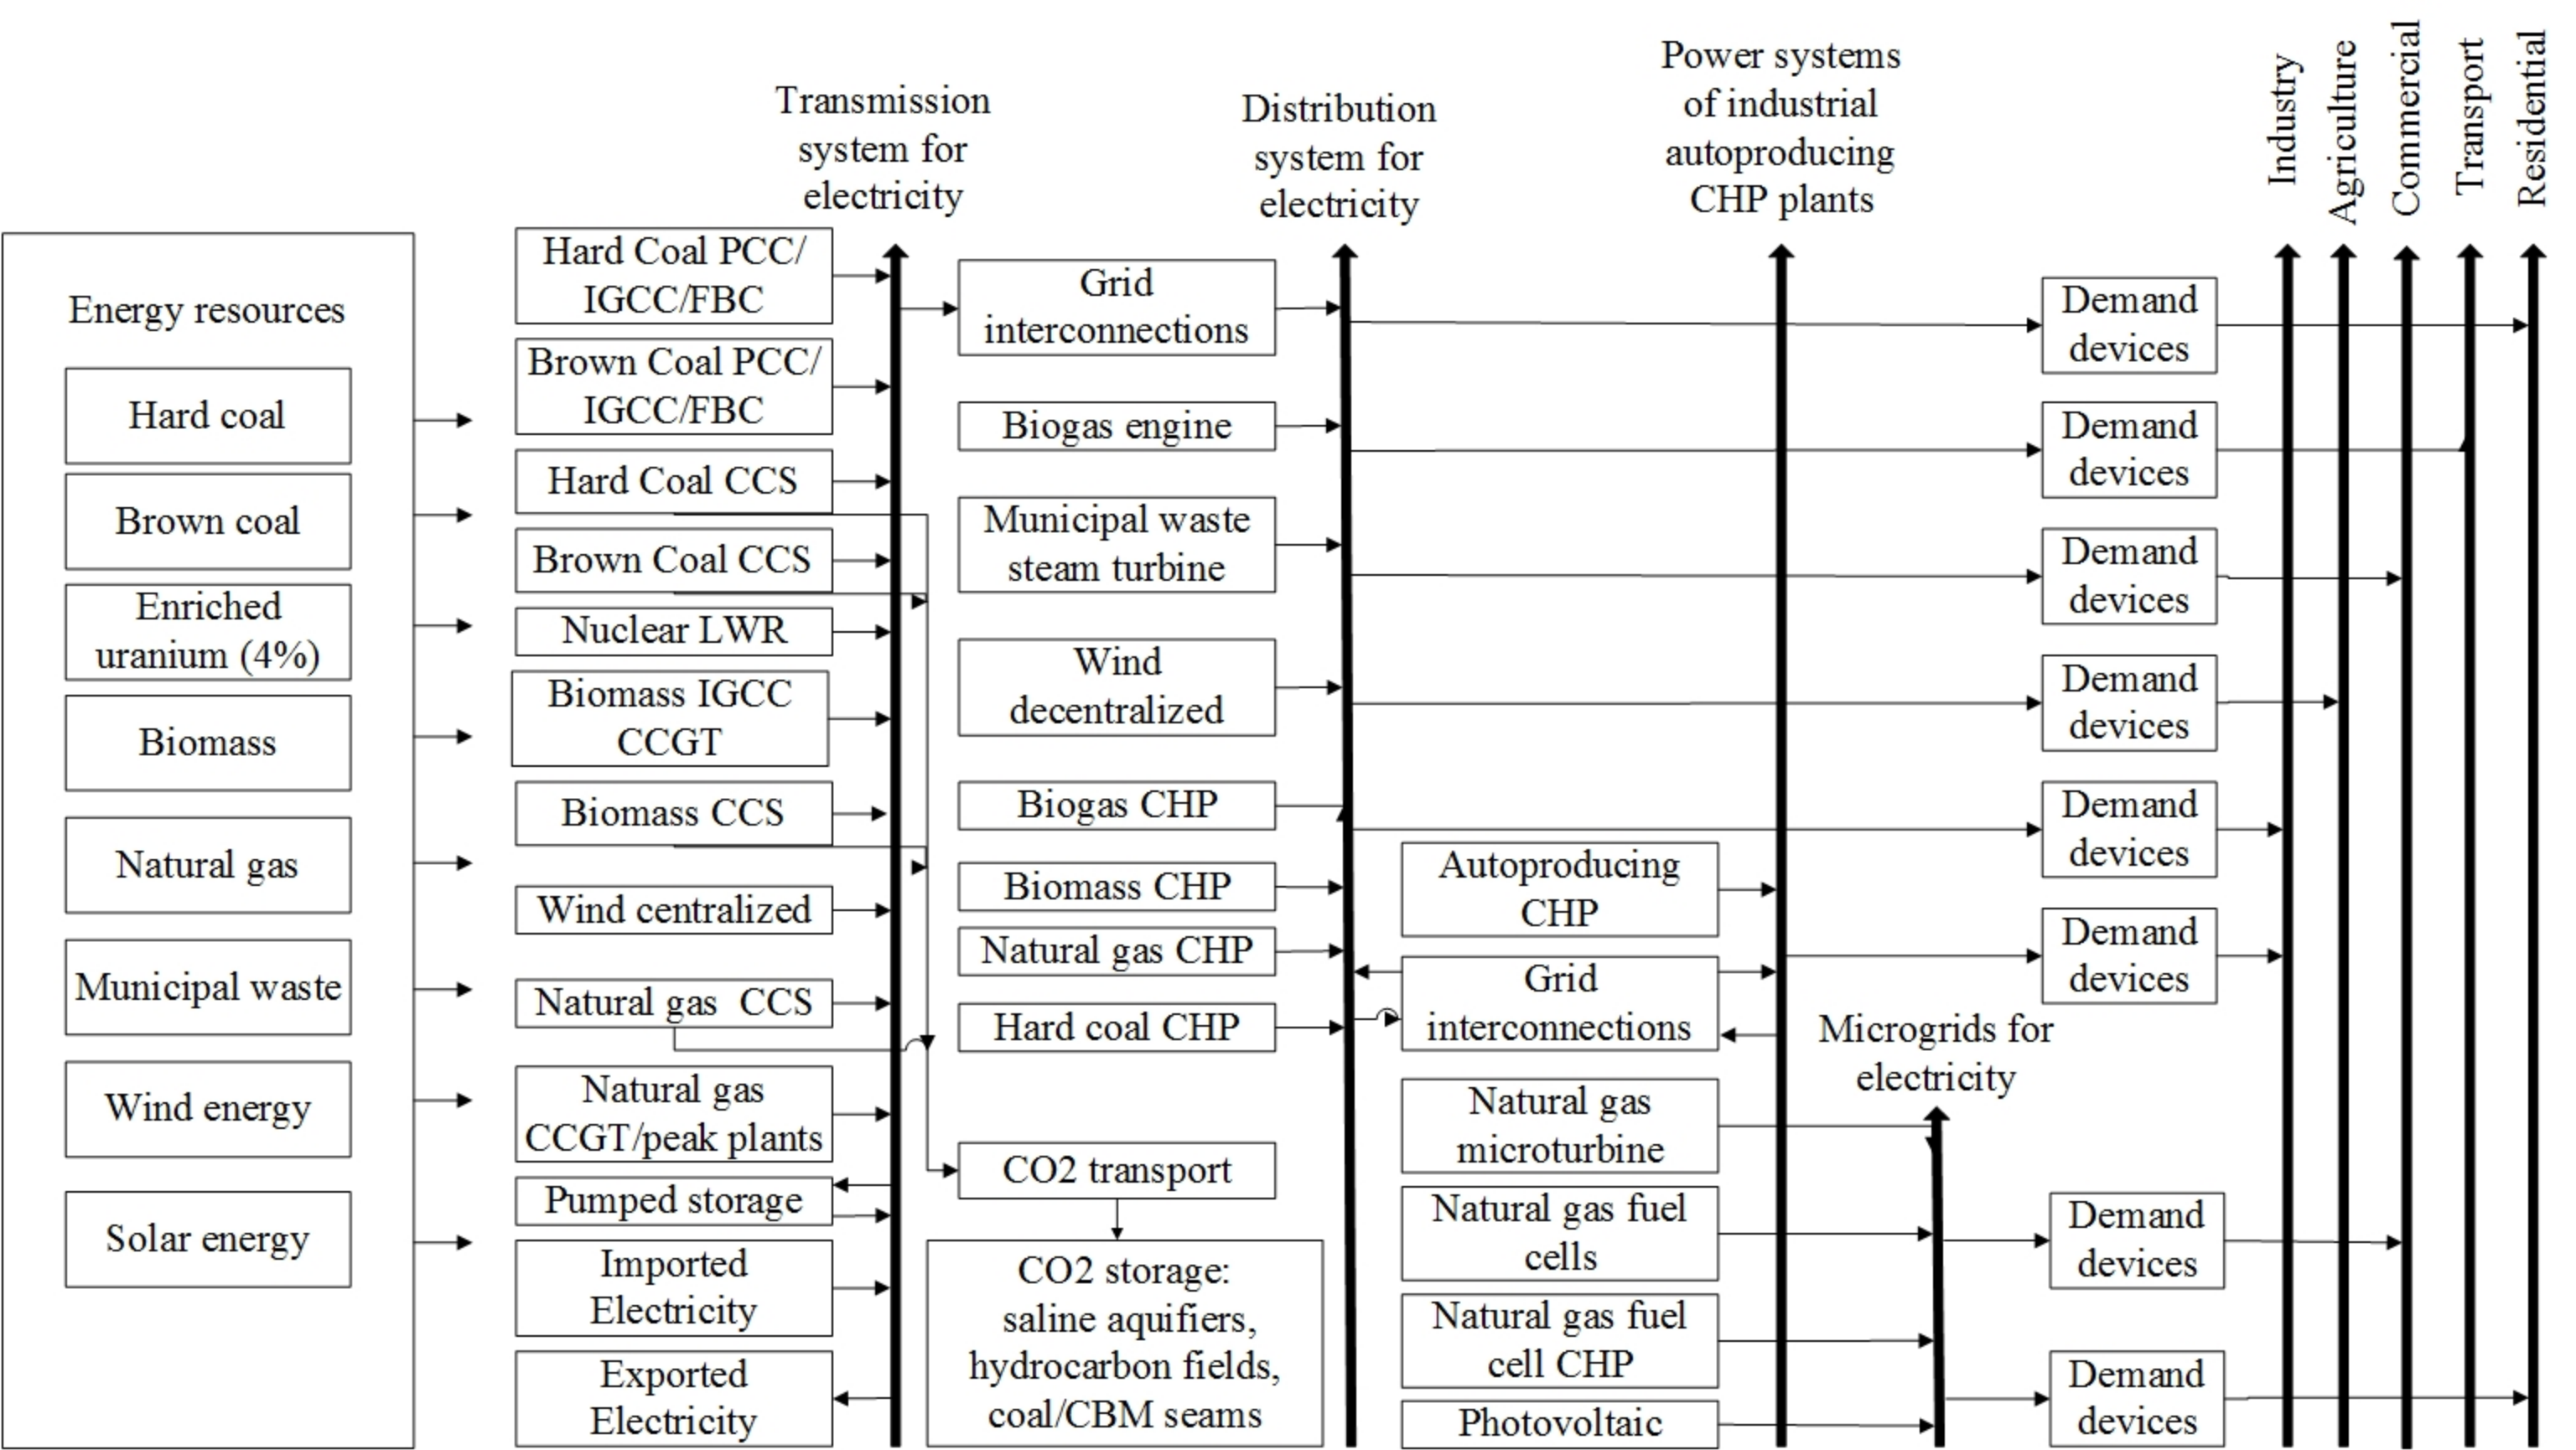 Energy resources
Hard coal
Brown coal
Enriched
uranium (4%)
Biomass
Natural gas
Municipal waste
Wind energy
Solar energy
Hard Coal PCC/
IGCC/FBC
Brown Coal PCC/
IGCC/FBC
Hard Coal CCS
Brown Coal CCS
Nuclear LWR
Biomass IGCC
CCGT
Biomass CCS
Wind centralized
Natural gas CCS
Natural gas
CCGT/peak plants
Pumped storage
Imported
Electricity
Exported
Electricity
Transmission
system for
electricity
Grid
interconnections
Biogas engine
Municipal waste
steam turbine
Wind
decentralized
Biogas CHP
Biomass CHP
Natural gas CHP
Hard coal CHP
CO2 transport
CO2 storage:
saline aquifiers,
hydrocarbon fields,
coal/CBM seams
Distribution
system for
electricity
Autoproducing
CHP
Grid
interconnections
Natural gas
microturbine
Natural gas fuel
cells
Natural gas fuel
cell CHP
Photovoltaic
Power systems
of industrial
autoproducing
CHP plants
Microgrids for
electricity
Demand
devices
Demand
devices
Demand
devices
Demand
devices
Demand
devices
Demand
devices
Demand
devices
Demand
devices
Industry
Agriculture
Commercial
Transport
Residential